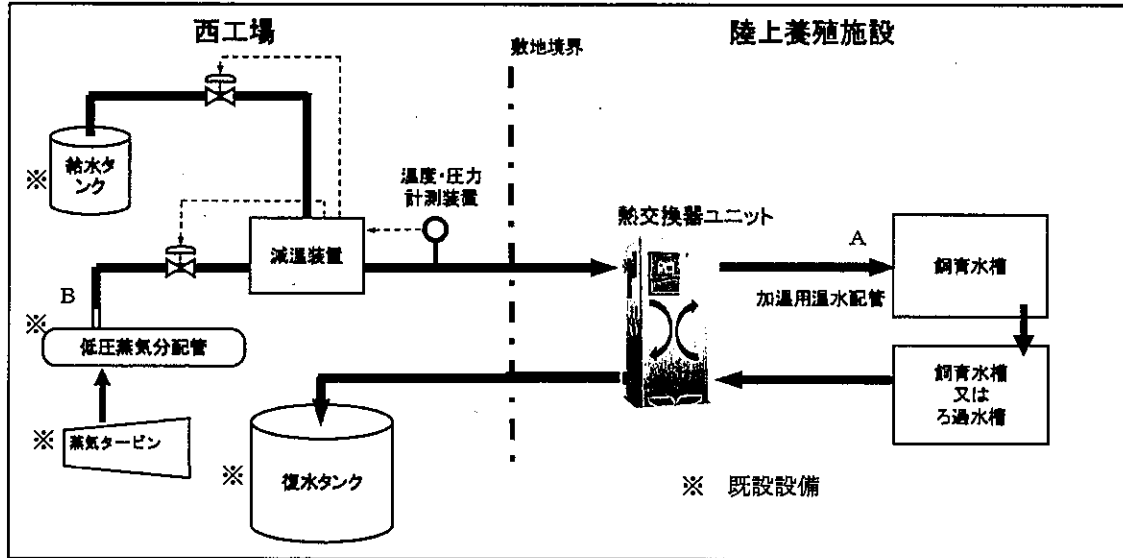 西工場
陸上養殖施設
敷地境界
※
給水タ
ンク
温度・圧力
計測装置
減温装置
熱交換器ユニット
A
飼育水槽
加温用温水配管
B
※
低圧蒸気分配管
飼育水槽
又は
ろ過水槽
※
蒸気タービン
※
復水タンク
※ 既設設備